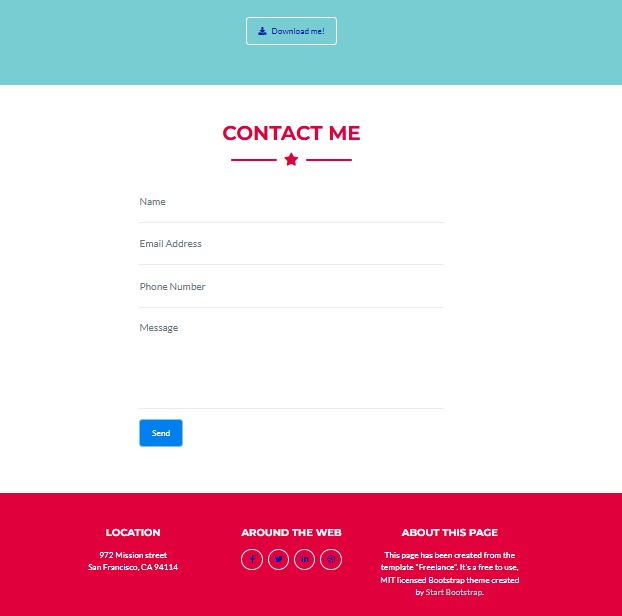 Download me!
CONTACT ME
Name
Email Address
Phone Number
Message
Send
LOCATION
972 Mission street
San Francisco, CA 94114
AROUND THE WEB
ABOUT THIS PAGE
This page has been created from the
template "Freelance". It's a free to use,
MIT licensed Bootstrap theme created
by Start Bootstrap.